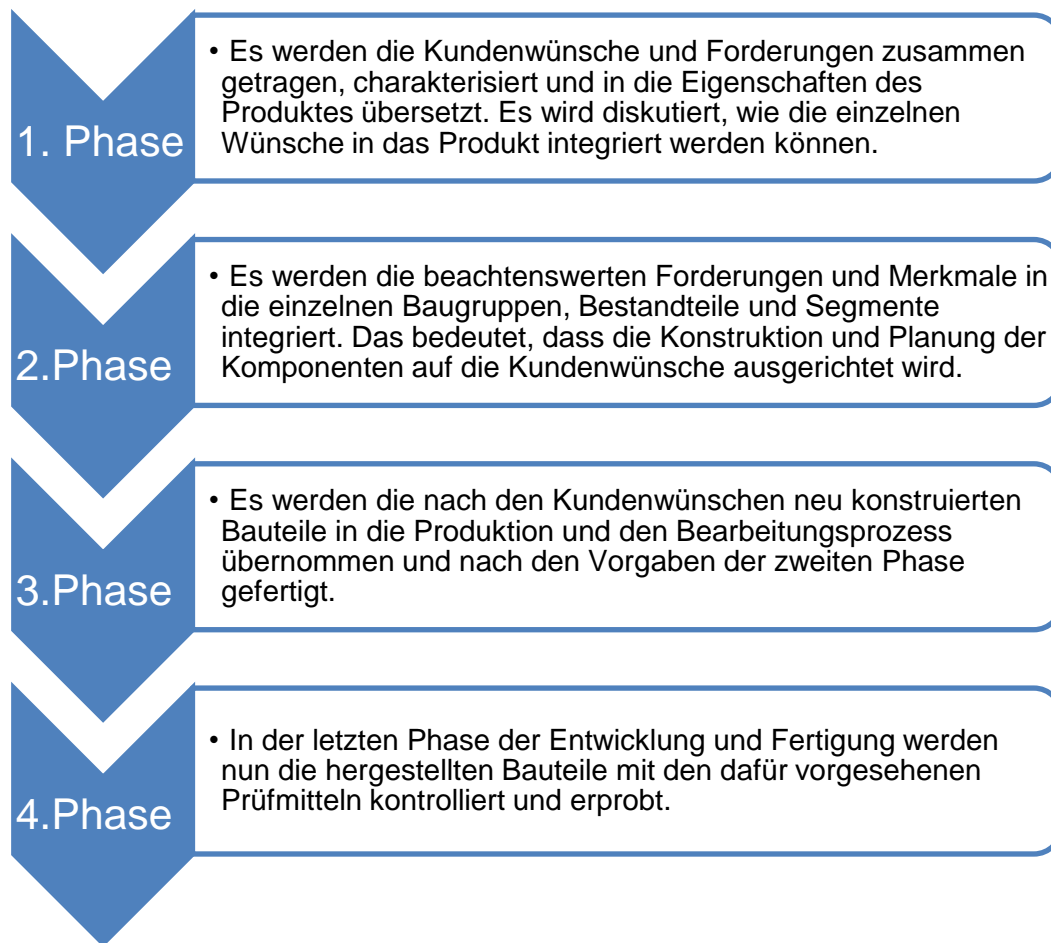 1. Phase
• Es werden die Kundenwünsche und Forderungen zusammen
getragen, charakterisiert und in die Eigenschaften des
Produktes übersetzt. Es wird diskutiert, wie die einzelnen
Wünsche in das Produkt integriert werden können.
2.Phase
• Es werden die beachtenswerten Forderungen und Merkmale in
die einzelnen Baugruppen, Bestandteile und Segmente
integriert. Das bedeutet, dass die Konstruktion und Planung der
Komponenten auf die Kundenwünsche ausgerichtet wird.
3.Phase
• Es werden die nach den Kundenwünschen neu konstruierten
Bauteile in die Produktion und den Bearbeitungsprozess
übernommen und nach den Vorgaben der zweiten Phase
gefertigt.
4.Phase
• In der letzten Phase der Entwicklung und Fertigung werden
nun die hergestellten Bauteile mit den dafür vorgesehenen
Prüfmitteln kontrolliert und erprobt.